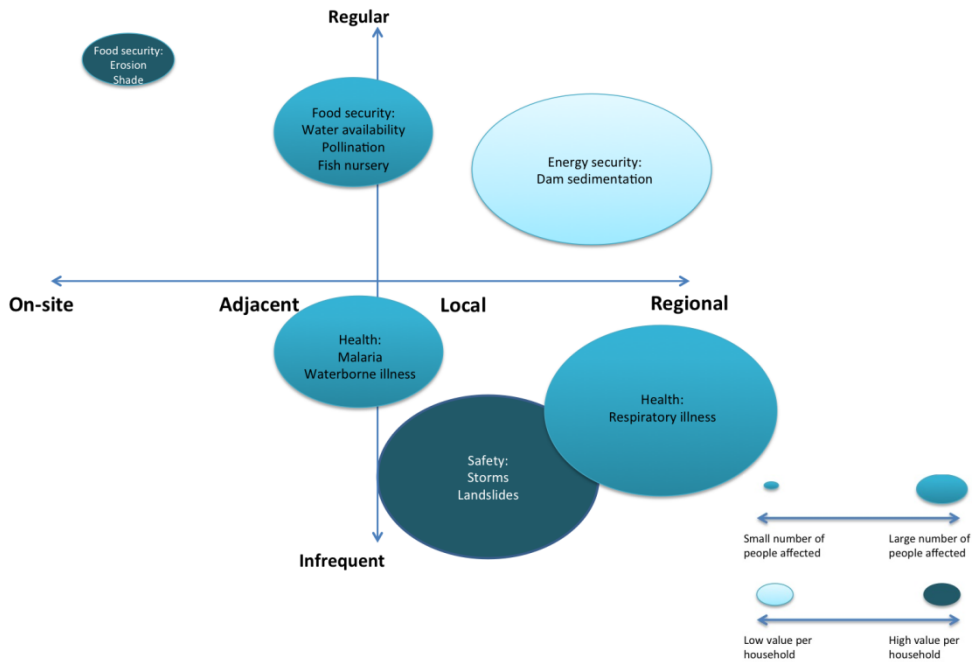 Regular
Food security:
Erosion
Shade
Food security:
Water availability
Pollination
Fish nursery
Energy security:
Dam sedimentation
On-site
Adjacent
Local
Regional
Health:
Malaria
Waterborne illness
Health:
Respiratory illness
Safety:
Storms
Landslides
Infrequent
Small number of
people affected
Large number of
people affected
Low value per
household
High value per
household